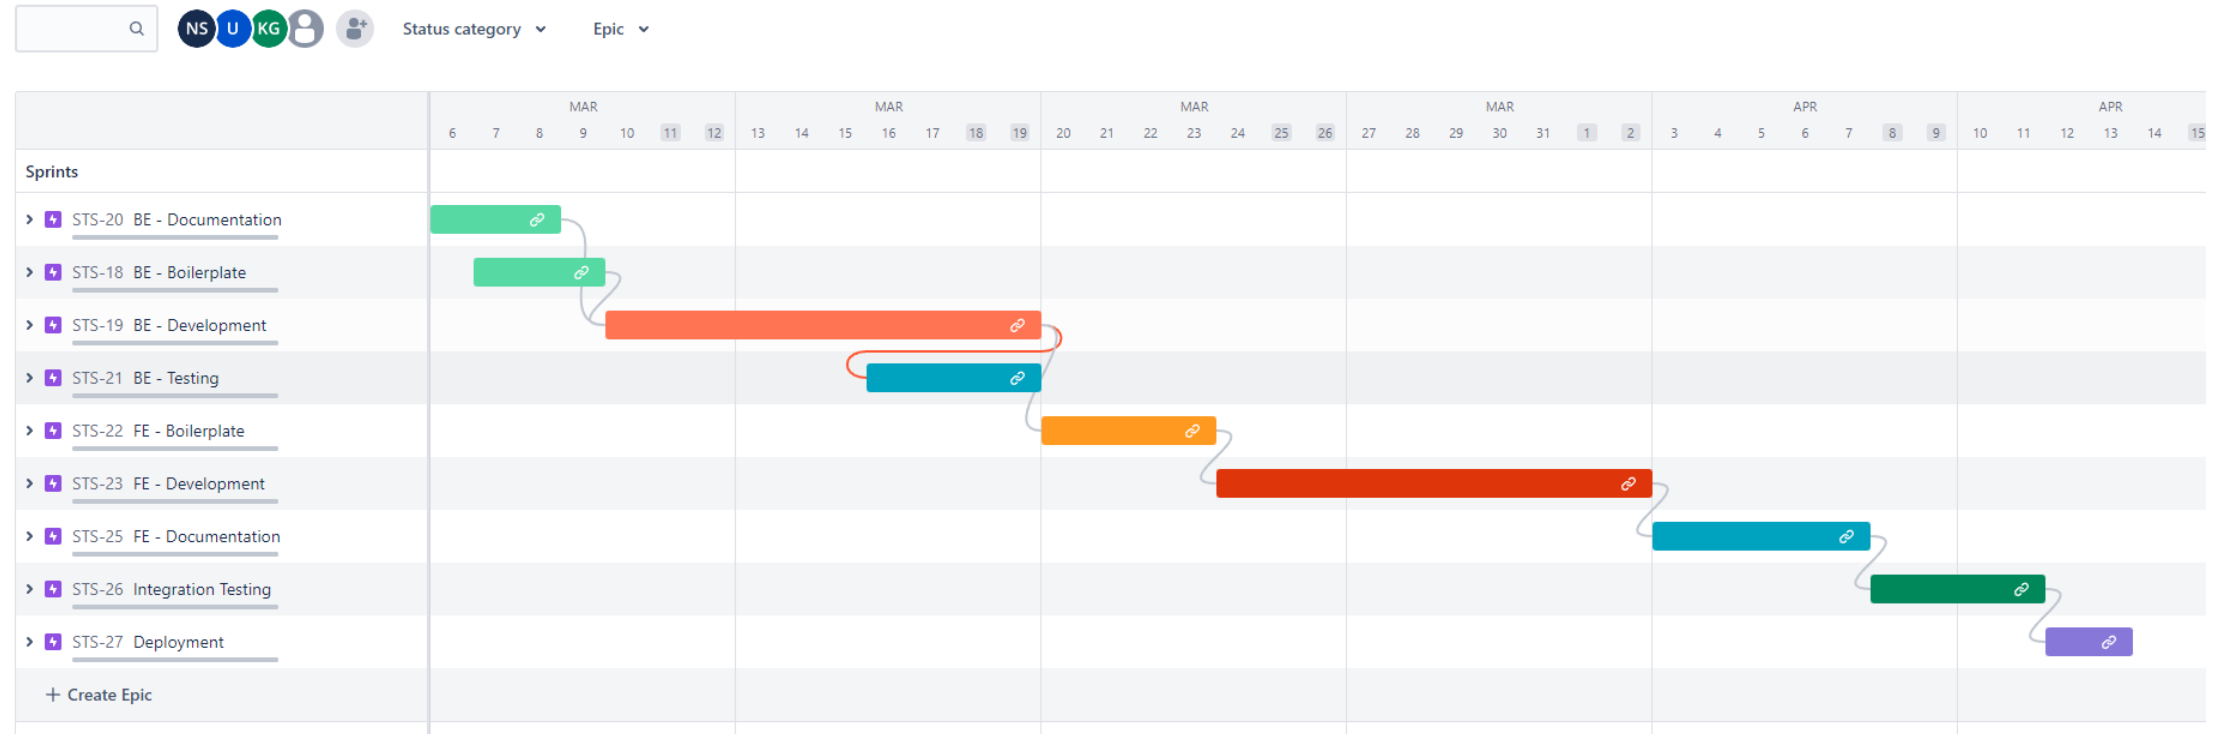 NS U KG Status category Epic
MAR MAR MAR MAR APR APR
6 7 8 9 10 11 12 13 14 15 16 17 18 19 20 21 22 23 24 25 26 27 28 29 30 31 1 2 3 4 5 6 7 8 9 10 11 12 13 14 15
Sprints
STS-20 BE - Documentation
STS-18 BE - Boilerplate
STS-19 BE - Development
STS-21 BE - Testing
STS-22 FE - Boilerplate
STS-23 FE - Development
STS-25 FE - Documentation
STS-26 Integration Testing
STS-27 Deployment
+ Create Epic